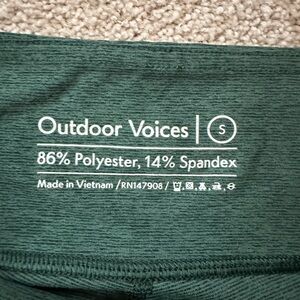 Outdoor Voices | S
86% Polyester, 14% Spandex
Made in Vietnam /RN147908/